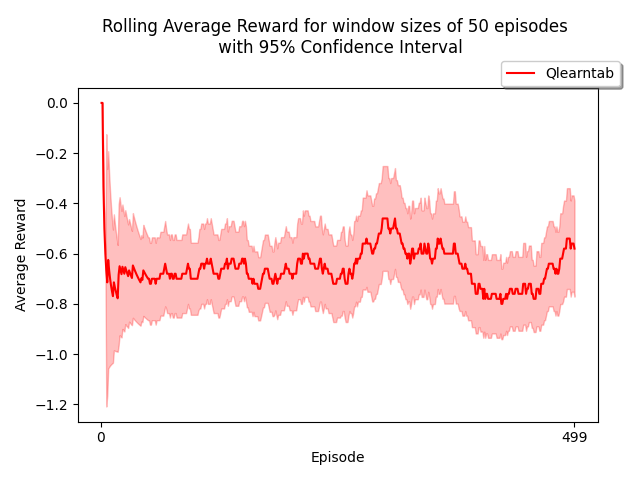 Rolling Average Reward for window sizes of 50 episodes
with 95% Confidence Interval
Qlearntab
0.0
−0.2
−0.4
−0.6
−0.8
−1.0
−1.2
Average Reward
0
499
Episode